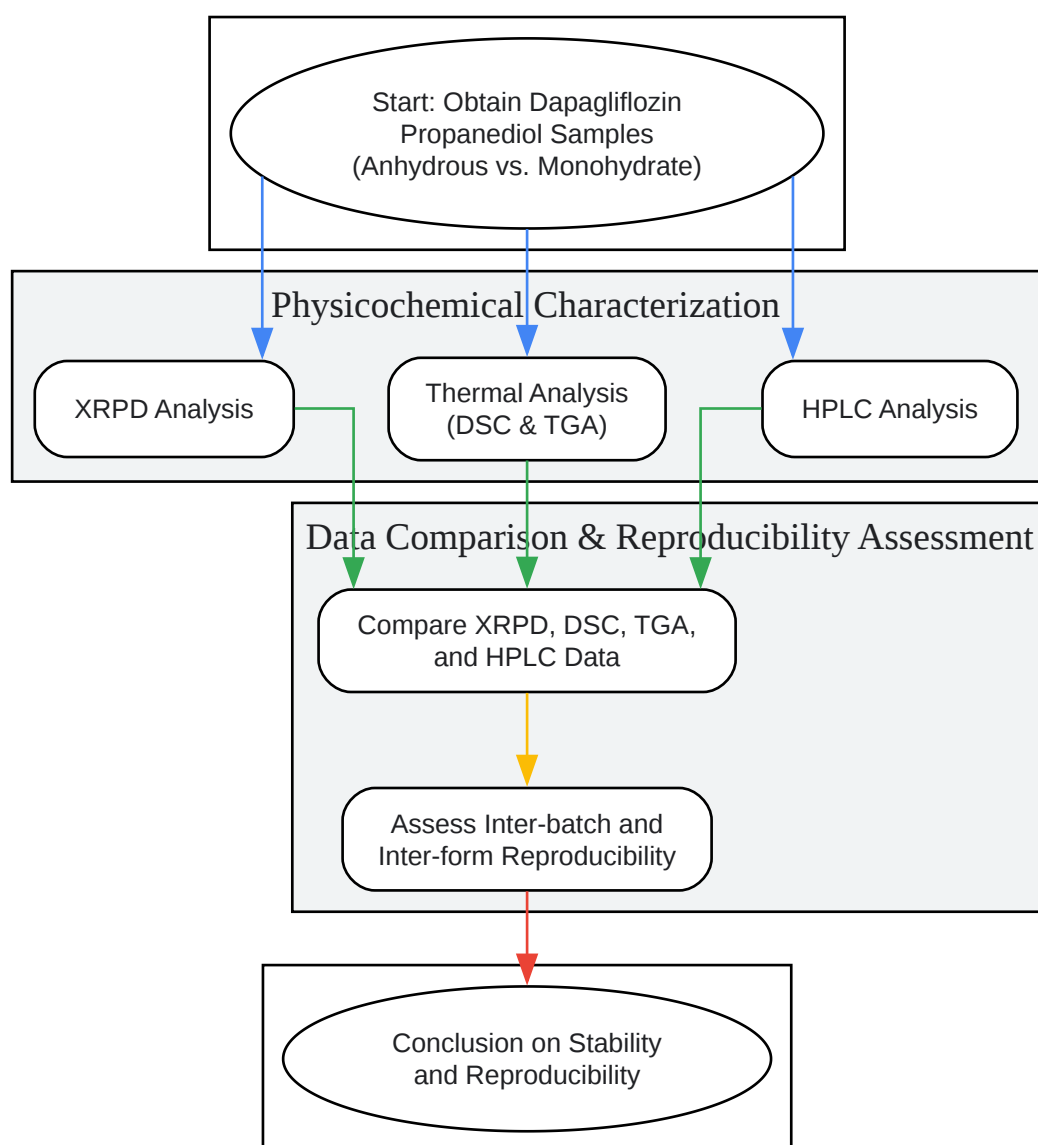 Start: Obtain Dapagliflozin
Propanediol Samples
(Anhydrous vs. Monohydrate)
Physicochemical Characterization
XRPD Analysis
Thermal Analysis
(DSC & TGA)
HPLC Analysis
Data Comparison & Reproducibility Assessment
Compare XRPD, DSC, TGA,
and HPLC Data
Assess Inter-batch and
Inter-form Reproducibility
Conclusion on Stability
and Reproducibility